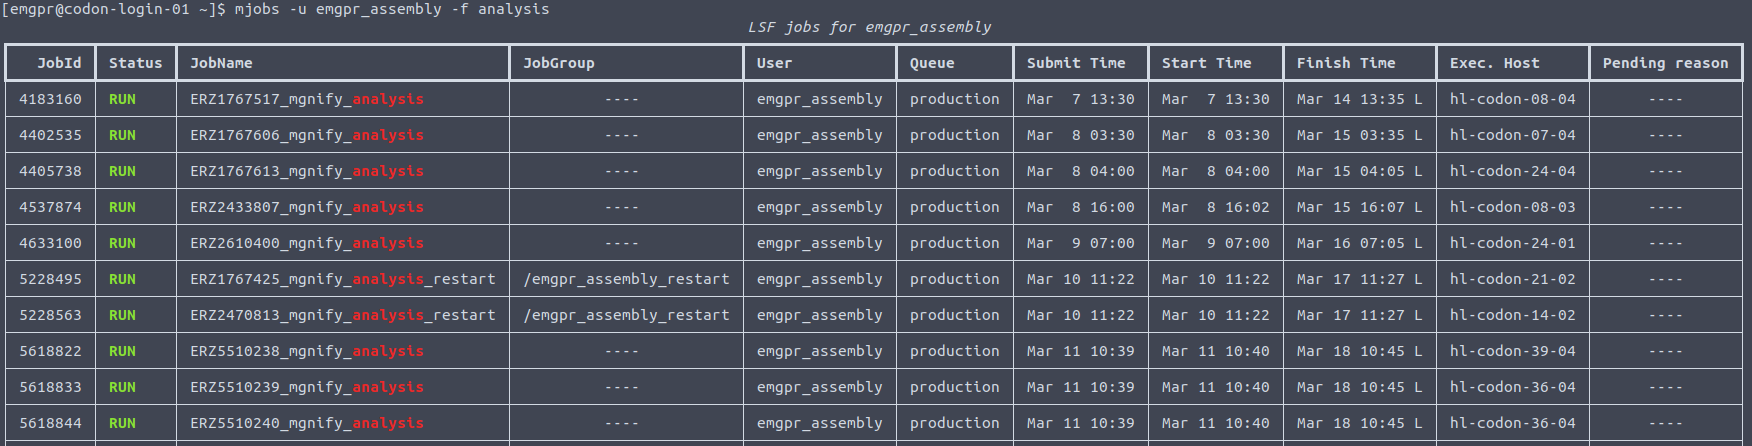 [emgpr@codon-login-01 ~]$ mjobs -u emgpr_assembly -f analysis
LSF jobs for emgpr_assembly
JobId Status JobName JobGroup User Queue Submit Time Start Time Finish Time Exec. Host Pending reason
4183160 RUN ERZ1767517_mgnify_analysis ---- emgpr_assembly production Mar  7 13:30 Mar  7 13:30 Mar 14 13:35 L hl-codon-08-04 ----
4402535 RUN ERZ1767606_mgnify_analysis ---- emgpr_assembly production Mar  8 03:30 Mar  8 03:30 Mar 15 03:35 L hl-codon-07-04 ----
4405738 RUN ERZ1767613_mgnify_analysis ---- emgpr_assembly production Mar  8 04:00 Mar  8 04:00 Mar 15 04:05 L hl-codon-24-04 ----
4537874 RUN ERZ2433807_mgnify_analysis ---- emgpr_assembly production Mar  8 16:00 Mar  8 16:02 Mar 15 16:07 L hl-codon-08-03 ----
4633100 RUN ERZ2610400_mgnify_analysis ---- emgpr_assembly production Mar  9 07:00 Mar  9 07:00 Mar 16 07:05 L hl-codon-24-01 ----
5228495 RUN ERZ1767425_mgnify_analysis_restart /emgpr_assembly_restart emgpr_assembly production Mar 10 11:22 Mar 10 11:22 Mar 17 11:27 L hl-codon-21-02 ----
5228563 RUN ERZ2470813_mgnify_analysis_restart /emgpr_assembly_restart emgpr_assembly production Mar 10 11:22 Mar 10 11:22 Mar 17 11:27 L hl-codon-14-02 ----
5618822 RUN ERZ5510238_mgnify_analysis ---- emgpr_assembly production Mar 11 10:39 Mar 11 10:40 Mar 18 10:45 L hl-codon-39-04 ----
5618833 RUN ERZ5510239_mgnify_analysis ---- emgpr_assembly production Mar 11 10:39 Mar 11 10:40 Mar 18 10:45 L hl-codon-36-04 ----
5618844 RUN ERZ5510240_mgnify_analysis ---- emgpr_assembly production Mar 11 10:39 Mar 11 10:40 Mar 18 10:45 L hl-codon-36-04 ----